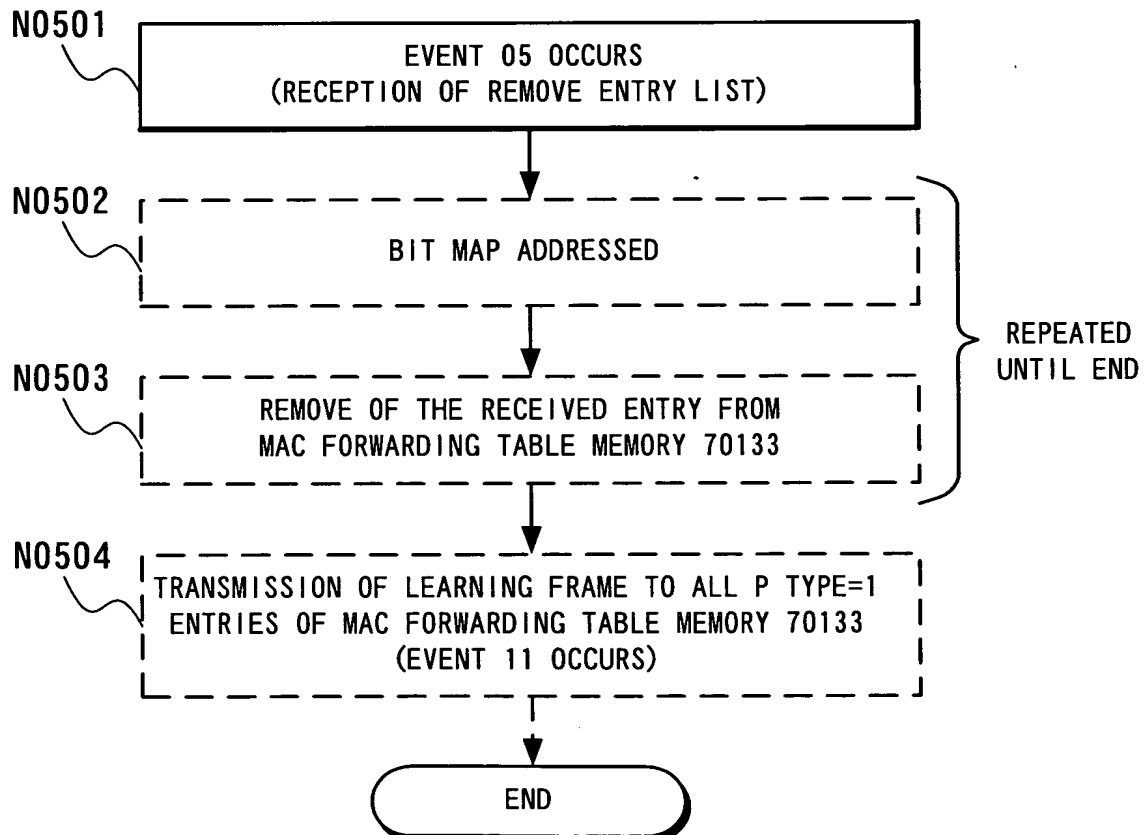 N0501
EVENT 05 OCCURS
(RECEPTION OF REMOVE ENTRY LIST)
N0502
BIT MAP ADDRESSED
N0503
REMOVE OF THE RECEIVED ENTRY FROM
MAC FORWARDING TABLE MEMORY 70133
REPEATED
UNTIL END
N0504
TRANSMISSION OF LEARNING FRAME TO ALL P TYPE=1
ENTRIES OF MAC FORWARDING TABLE MEMORY 70133
(EVENT 11 OCCURS)
END